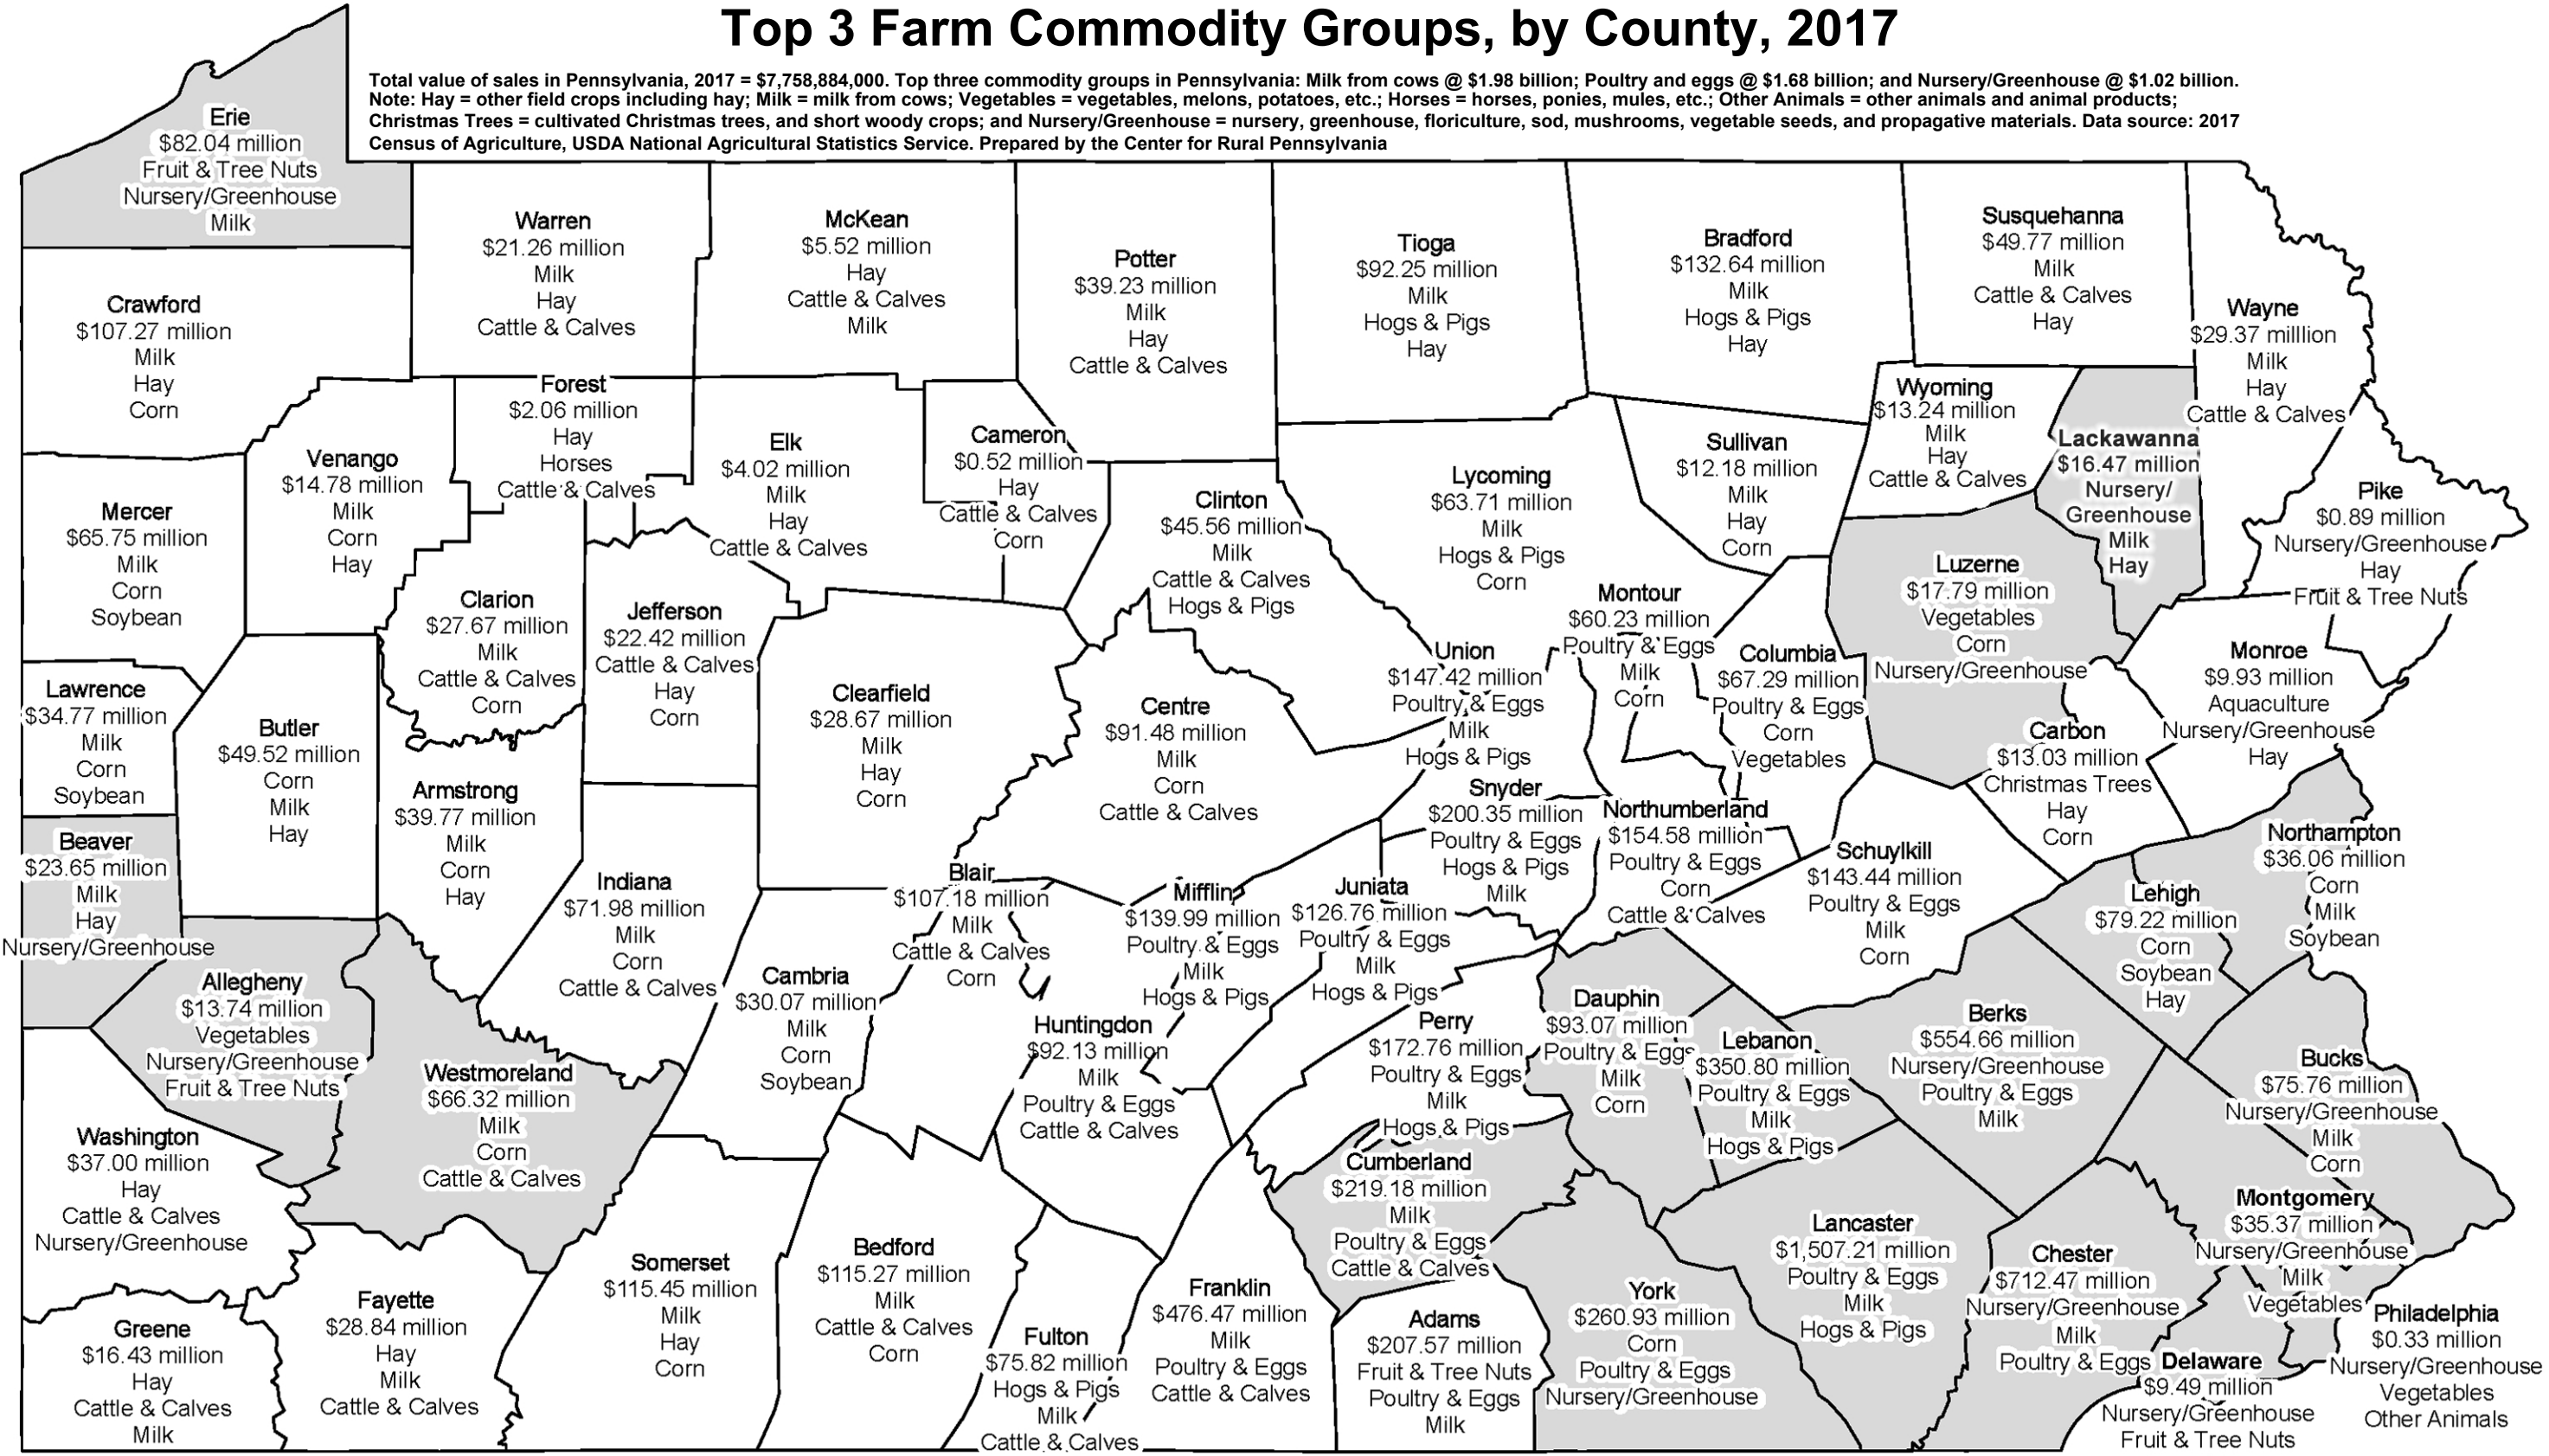 Top 3 Farm Commodity Groups, by County, 2017
Total value of sales in Pennsylvania, 2017 = $7,758,884,000. Top three commodity groups in Pennsylvania: Milk from cows @ $1.98 billion; Poultry and eggs @ $1.68 billion; and Nursery/Greenhouse @ $1.02 billion.
Note: Hay = other field crops including hay; Milk = milk from cows; Vegetables = vegetables, melons, potatoes, etc.; Horses = horses, ponies, mules, etc.; Other Animals = other animals and animal products;
Christmas Trees = cultivated Christmas trees, and short woody crops; and Nursery/Greenhouse = nursery, greenhouse, floriculture, sod, mushrooms, vegetable seeds, and propagative materials. Data source: 2017
Census of Agriculture, USDA National Agricultural Statistics Service. Prepared by the Center for Rural Pennsylvania
Erie
$82.04 million
Fruit & Tree Nuts
Nursery/Greenhouse
Milk
Warren
$21.26 million
Milk
Hay
Cattle & Calves
McKean
$5.52 million
Hay
Cattle & Calves
Milk
Potter
$39.23 million
Milk
Hay
Cattle & Calves
Tioga
$92.25 million
Milk
Hogs & Pigs
Hay
Bradford
$132.64 million
Milk
Hogs & Pigs
Hay
Susquehanna
$49.77 million
Milk
Cattle & Calves
Hay
Wayne
$29.37 milllion
Milk
Hay
Cattle & Calves
Crawford
$107.27 million
Milk
Hay
Corn
Forest
$2.06 million
Hay
Horses
Cattle & Calves
Wyoming
$13.24 million
Milk
Hay
Cattle & Calves
Lackawanna
$16.47 million
Nursery/
Greenhouse
Milk
Hay
Venango
$14.78 million
Milk
Corn
Hay
Elk
$4.02 million
Milk
Hay
Cattle & Calves
Cameron
$0.52 million
Hay
Cattle & Calves
Corn
Clinton
$45.56 million
Milk
Cattle & Calves
Hogs & Pigs
Lycoming
$63.71 million
Milk
Hogs & Pigs
Corn
Sullivan
$12.18 million
Milk
Hay
Corn
Pike
$0.89 million
Nursery/Greenhouse
Hay
Fruit & Tree Nuts
Mercer
$65.75 million
Milk
Corn
Soybean
Clarion
$27.67 million
Milk
Cattle & Calves
Corn
Jefferson
$22.42 million
Cattle & Calves
Hay
Corn
Montour
$60.23 million
Poultry & Eggs
Milk
Corn
Luzerne
$17.79 million
Vegetables
Corn
Nursery/Greenhouse
Union
$147.42 million
Poultry & Eggs
Milk
Hogs & Pigs
Columbia
$67.29 million
Poultry & Eggs
Corn
Vegetables
Monroe
$9.93 million
Aquaculture
Nursery/Greenhouse
Hay
Lawrence
$34.77 million
Milk
Corn
Soybean
Butler
$49.52 million
Corn
Milk
Hay
Clearfield
$28.67 million
Milk
Hay
Corn
Centre
$91.48 million
Milk
Corn
Cattle & Calves
Carbon
$13.03 million
Christmas Trees
Hay
Corn
Armstrong
$39.77 million
Milk
Corn
Hay
Snyder
$200.35 million
Poultry & Eggs
Hogs & Pigs
Milk
Northumberland
$154.58 million
Poultry & Eggs
Corn
Cattle & Calves
Beaver
$23.65 million
Milk
Hay
Nursery/Greenhouse
Indiana
$71.98 million
Milk
Corn
Cattle & Calves
Blair
$107.18 million
Milk
Cattle & Calves
Corn
Mifflin
$139.99 million
Poultry & Eggs
Milk
Hogs & Pigs
Juniata
$126.76 million
Poultry & Eggs
Milk
Hogs & Pigs
Schuylkill
$143.44 million
Poultry & Eggs
Milk
Corn
Lehigh
$79.22 million
Corn
Soybean
Hay
Northampton
$36.06 million
Corn
Milk
Soybean
Allegheny
$13.74 million
Vegetables
Nursery/Greenhouse
Fruit & Tree Nuts
Cambria
$30.07 million
Milk
Corn
Soybean
Huntingdon
$92.13 million
Milk
Poultry & Eggs
Cattle & Calves
Perry
$172.76 million
Poultry & Eggs
Milk
Hogs & Pigs
Dauphin
$93.07 million
Poultry & Eggs
Milk
Corn
Lebanon
$350.80 million
Poultry & Eggs
Milk
Hogs & Pigs
Berks
$554.66 million
Nursery/Greenhouse
Poultry & Eggs
Milk
Bucks
$75.76 million
Nursery/Greenhouse
Milk
Corn
Westmoreland
$66.32 million
Milk
Corn
Cattle & Calves
Washington
$37.00 million
Hay
Cattle & Calves
Nursery/Greenhouse
Cumberland
$219.18 million
Milk
Poultry & Eggs
Cattle & Calves
Montgomery
$35.37 million
Nursery/Greenhouse
Milk
Vegetables
Greene
$16.43 million
Hay
Cattle & Calves
Milk
Fayette
$28.84 million
Hay
Milk
Cattle & Calves
Somerset
$115.45 million
Milk
Hay
Corn
Bedford
$115.27 million
Milk
Cattle & Calves
Corn
Fulton
$75.82 million
Hogs & Pigs
Milk
Cattle & Calves
Franklin
$476.47 million
Milk
Poultry & Eggs
Cattle & Calves
Adams
$207.57 million
Fruit & Tree Nuts
Poultry & Eggs
Milk
York
$260.93 million
Corn
Poultry & Eggs
Nursery/Greenhouse
Lancaster
$1,507.21 million
Poultry & Eggs
Milk
Hogs & Pigs
Chester
$712.47 million
Nursery/Greenhouse
Milk
Poultry & Eggs
Delaware
$9.49 million
Nursery/Greenhouse
Fruit & Tree Nuts
Philadelphia
$0.33 million
Nursery/Greenhouse
Vegetables
Other Animals